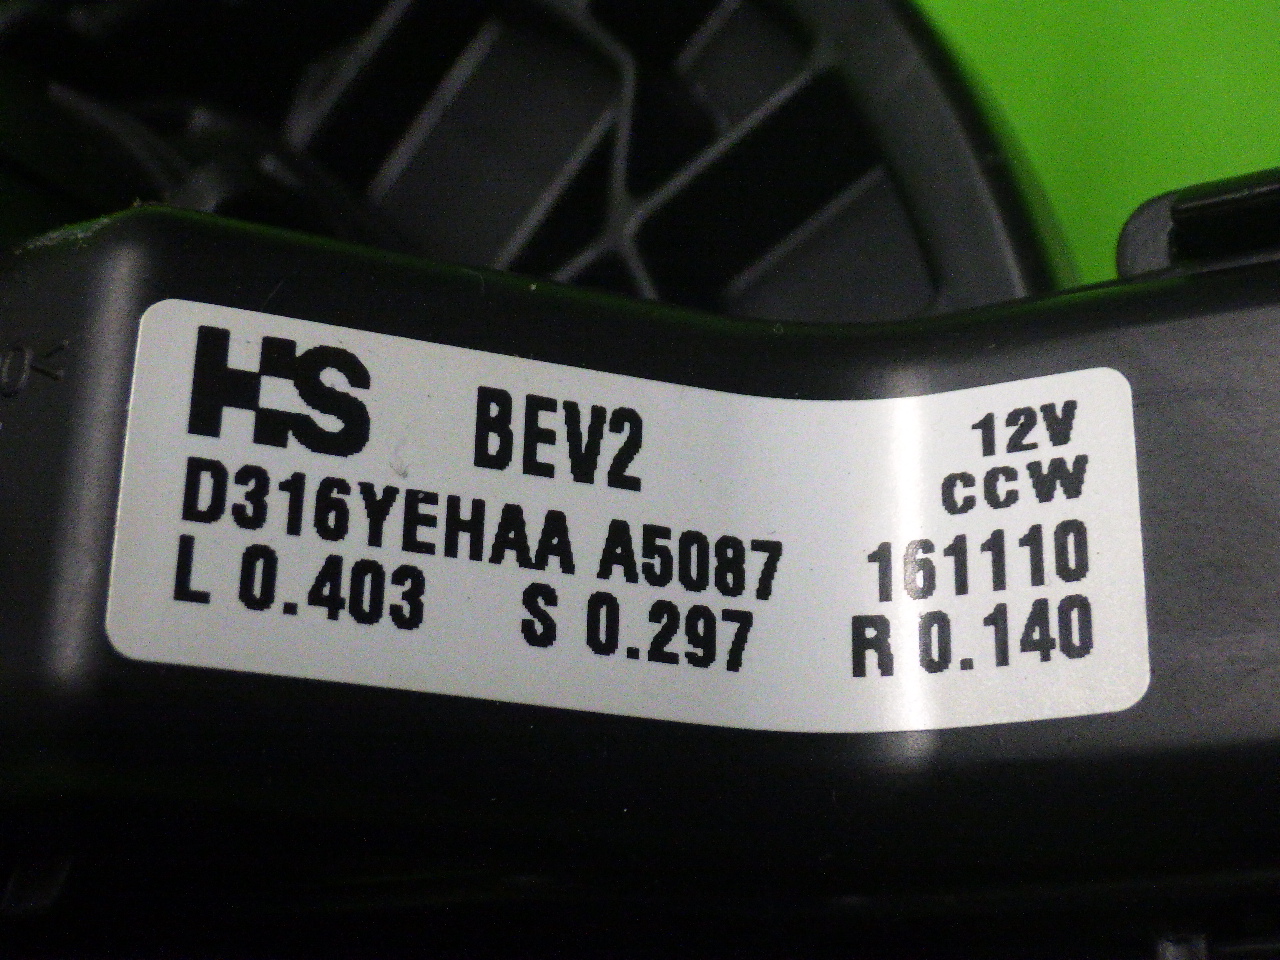 HS BEV2 12V
CCW
D316YEHAA A5087 161110
L 0.403 S 0.297 R 0.140